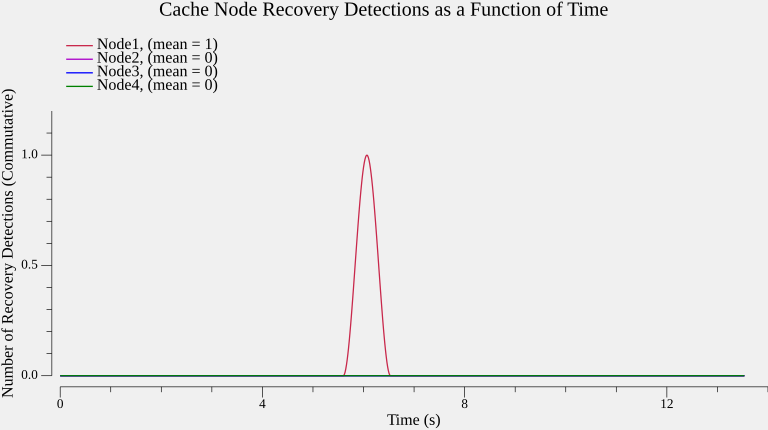 Cache Node Recovery Detections as a Function of Time
Node1, (mean = 1)
Node2, (mean = 0)
Node3, (mean = 0)
Node4, (mean = 0)
Number of Recovery Detections (Commutative)
1.0
0.5
0.0
0 4 8 12
Time (s)